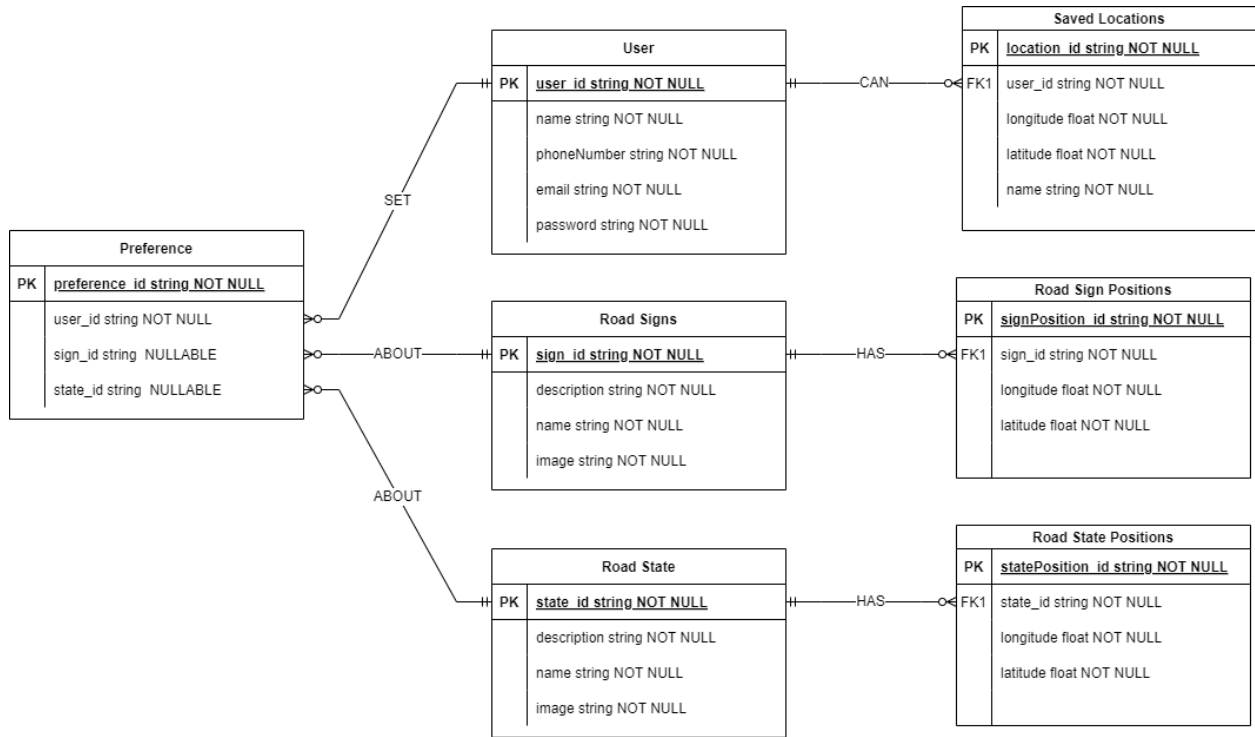 User
PK user_id string NOT NULL
name string NOT NULL
phoneNumber string NOT NULL
email string NOT NULL
password string NOT NULL
CAN
Saved Locations
PK location_id string NOT NULL
FK1 user_id string NOT NULL
longitude float NOT NULL
latitude float NOT NULL
name string NOT NULL
SET
Preference
PK preference_id string NOT NULL
user_id string NOT NULL
sign_id string NULLABLE
state_id string NULLABLE
ABOUT
Road Signs
PK sign_id string NOT NULL
description string NOT NULL
name string NOT NULL
image string NOT NULL
HAS
Road Sign Positions
PK signPosition_id string NOT NULL
FK1 sign_id string NOT NULL
longitude float NOT NULL
latitude float NOT NULL
ABOUT
Road State
PK state_id string NOT NULL
description string NOT NULL
name string NOT NULL
image string NOT NULL
HAS
Road State Positions
PK statePosition_id string NOT NULL
FK1 state_id string NOT NULL
longitude float NOT NULL
latitude float NOT NULL